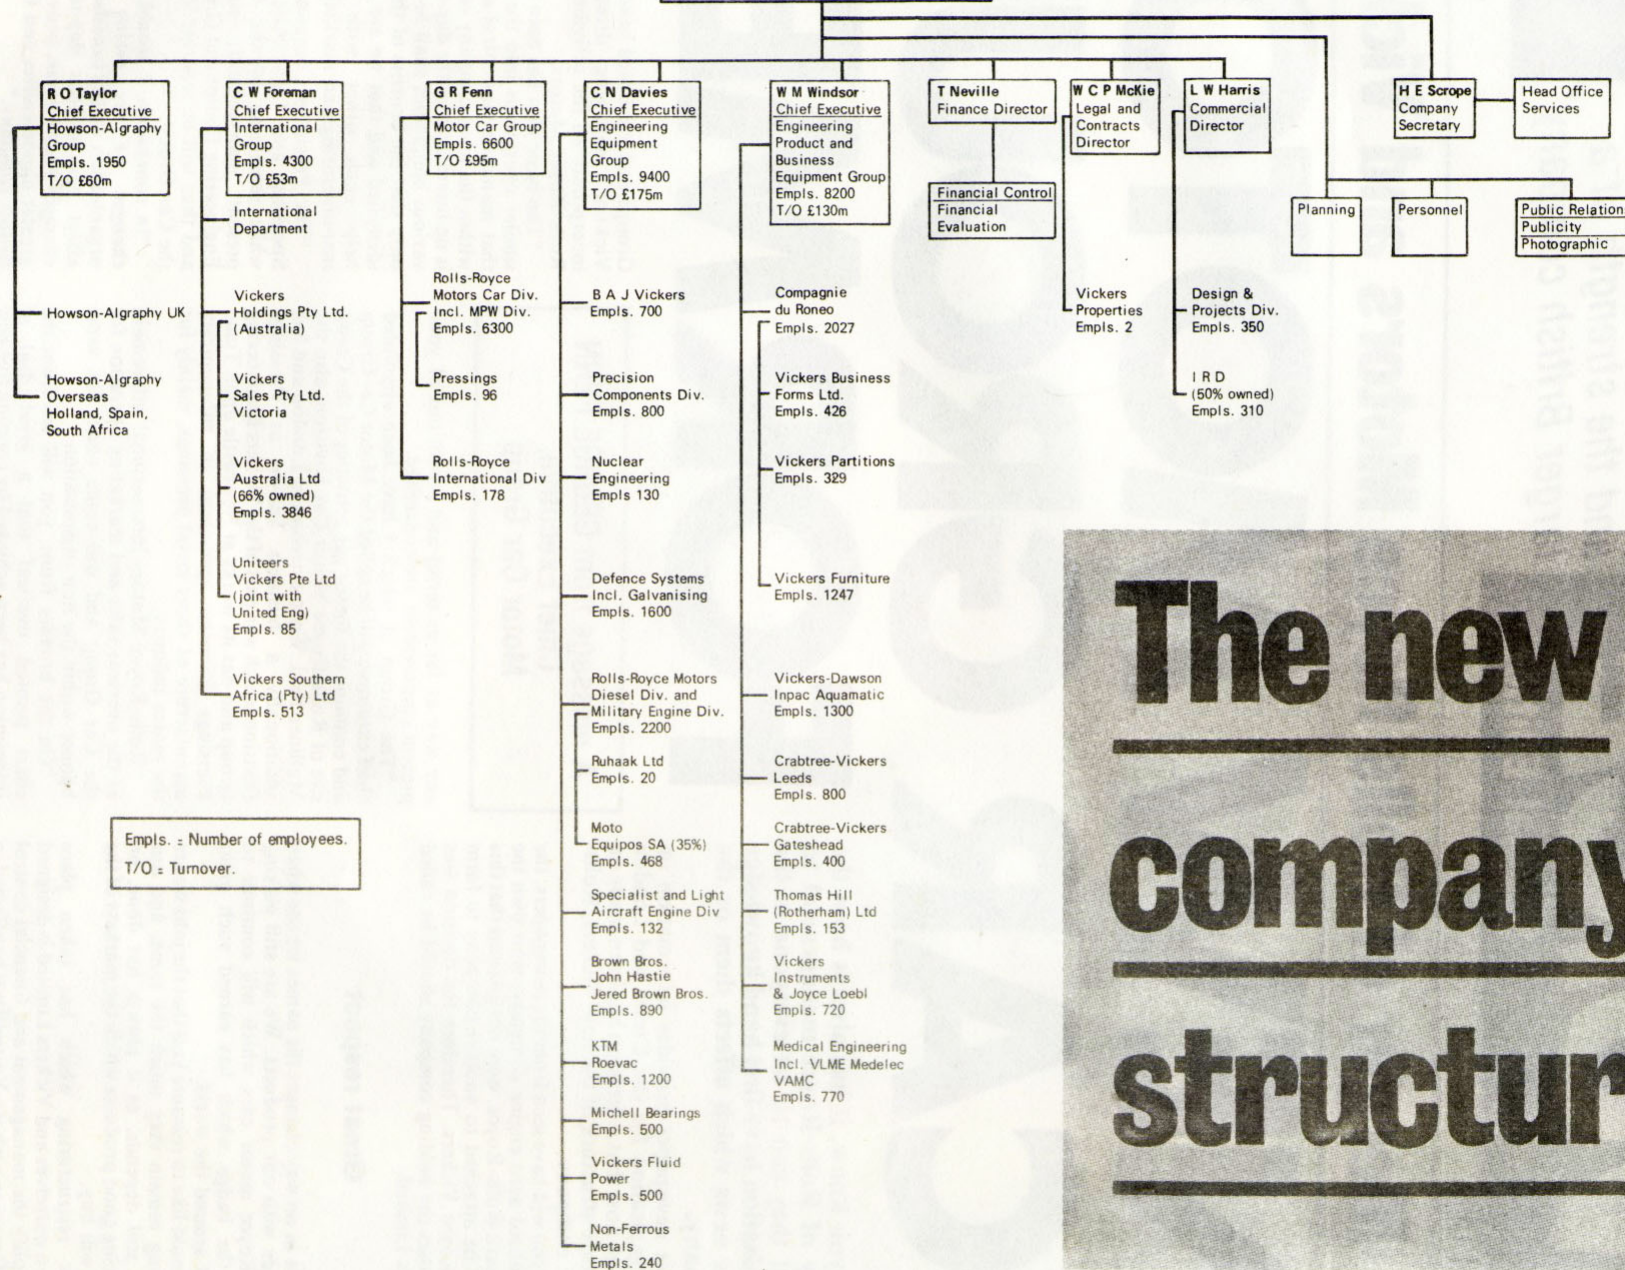 R O Taylor
Chief Executive
Howson-Algraphy
Group
Empls. 1950
T/O £60m
Howson-Algraphy UK
Howson-Algraphy
Overseas
Holland, Spain,
South Africa
C W Foreman
Chief Executive
International
Group
Empls. 4300
T/O £53m
International
Department
Vickers
Holdings Pty Ltd.
(Australia)
Vickers
Sales Pty Ltd.
Victoria
Vickers
Australia Ltd
(66% owned)
Empls. 3846
Uniteers
Vickers Pte Ltd
(joint with
United Eng)
Empls. 85
Vickers Southern
Africa (Pty) Ltd
Empls. 513
G R Fenn
Chief Executive
Motor Car Group
Empls. 6600
T/O £95m
Rolls-Royce
Motors Car Div.
Incl. MPW Div.
Empls. 6300
Pressings
Empls. 96
Rolls-Royce
International Div
Empls. 178
C N Davies
Chief Executive
Engineering
Equipment
Group
Empls. 9400
T/O £175m
B A J Vickers
Empls. 700
Precision
Components Div.
Empls. 800
Nuclear
Engineering
Empls 130
Defence Systems
Incl. Galvanising
Empls. 1600
Rolls-Royce Motors
Diesel Div. and
Military Engine Div.
Empls. 2200
Ruhaak Ltd
Empls. 20
Moto
Equipos SA (35%)
Empls. 468
Specialist and Light
Aircraft Engine Div
Empls. 132
Brown Bros.
John Hastie
Jered Brown Bros.
Empls. 890
KTM
Roevac
Empls. 1200
Michell Bearings
Empls. 500
Vickers Fluid
Power
Empls. 500
Non-Ferrous
Metals
Empls. 240
W M Windsor
Chief Executive
Engineering
Product and
Business
Equipment Group
Empls. 8200
T/O £130m
Compagnie
du Roneo
Empls. 2027
Vickers Business
Forms Ltd.
Empls. 426
Vickers Partitions
Empls. 329
Vickers Furniture
Empls. 1247
Vickers-Dawson
Inpac Aquamatic
Empls. 1300
Crabtree-Vickers
Leeds
Empls. 800
Crabtree-Vickers
Gateshead
Empls. 400
Thomas Hill
(Rotherham) Ltd
Empls. 153
Vickers
Instruments
& Joyce Loebl
Empls. 720
Medical Engineering
Incl. VLME Medelec
VAMC
Empls. 770
T Neville
Finance Director
Financial Control
Financial
Evaluation
W C P McKie
Legal and
Contracts
Director
Vickers
Properties
Empls. 2
L W Harris
Commercial
Director
Design &
Projects Div.
Empls. 350
I R D
(50% owned)
Empls. 310
H E Scrope
Company
Secretary
Head Office
Services
Planning
Personnel
Public Relation
Publicity
Photographic
Empls. = Number of employees.
T/O = Turnover.
The new
company
structur